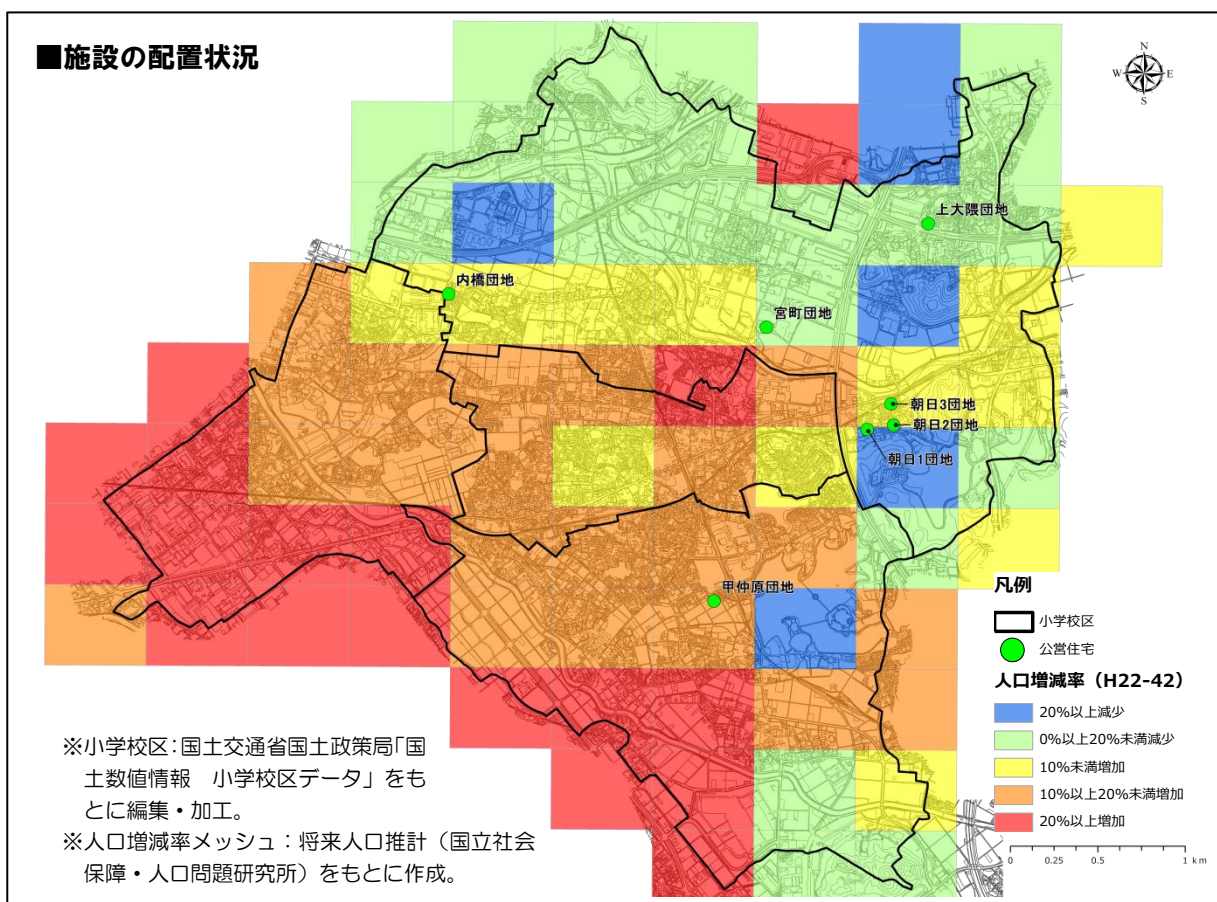 ■施設の配置状況
N
W E
S
上大隈団地
内橋団地
宮町団地
朝日3団地
朝日2団地
朝日1団地
甲仲原団地
凡例
小学校区
公営住宅
人口増減率（H22-42）
20%以上減少
0%以上20%未満減少
10%未満増加
10%以上20%未満増加
20%以上増加
0 0.25 0.5 1 km
※小学校区：国土交通省国土政策局「国
土数値情報　小学校区データ」をも
とに編集・加工。
※人口増減率メッシュ：将来人口推計（国立社会
保障・人口問題研究所）をもとに作成。